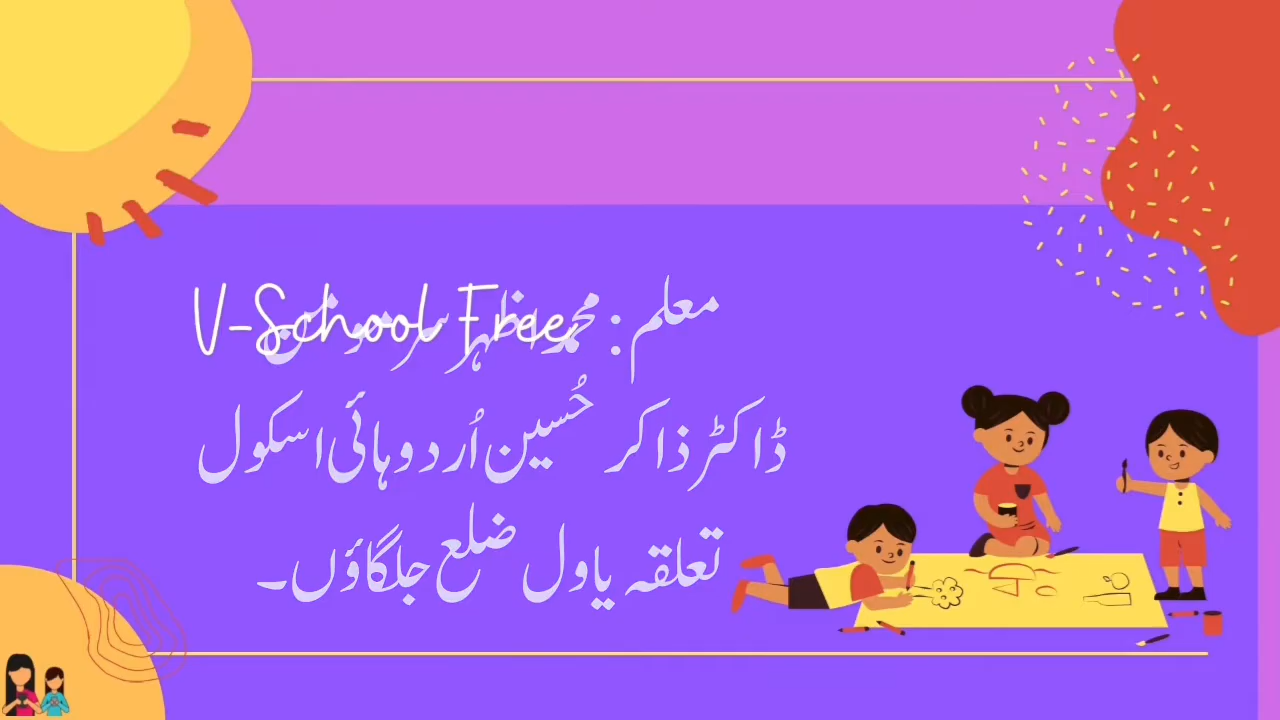 V-School Free
معلم : محمد
ڈاکٹر ذاکر حُسین اُردو ہائی اسکول
تعلقہ یاول ضلع جلگاؤں۔